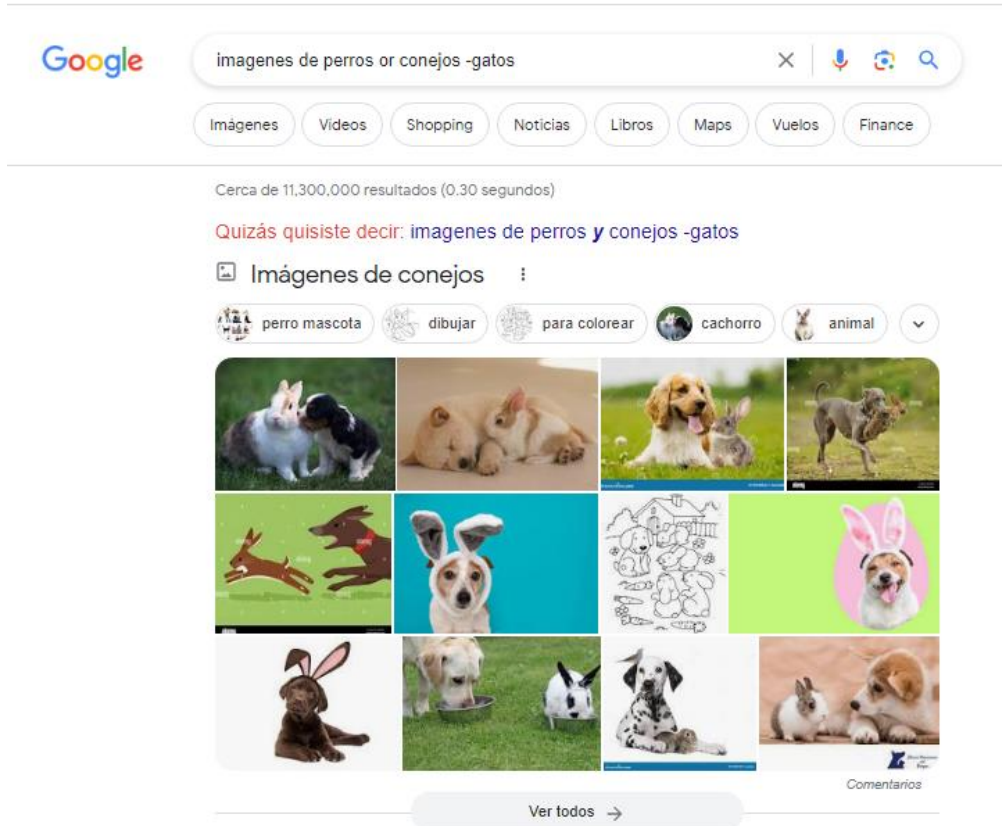 Google
imagenes de perros or conejos -gatos
Imágenes Videos Shopping Noticias Libros Maps Vuelos Finance
Cerca de 11,300,000 resultados (0.30 segundos)
Quizás quisiste decir: imagenes de perros y conejos -gatos
Imágenes de conejos
perro mascota dibujar para colorear cachorro animal
Comentarios
Ver todos